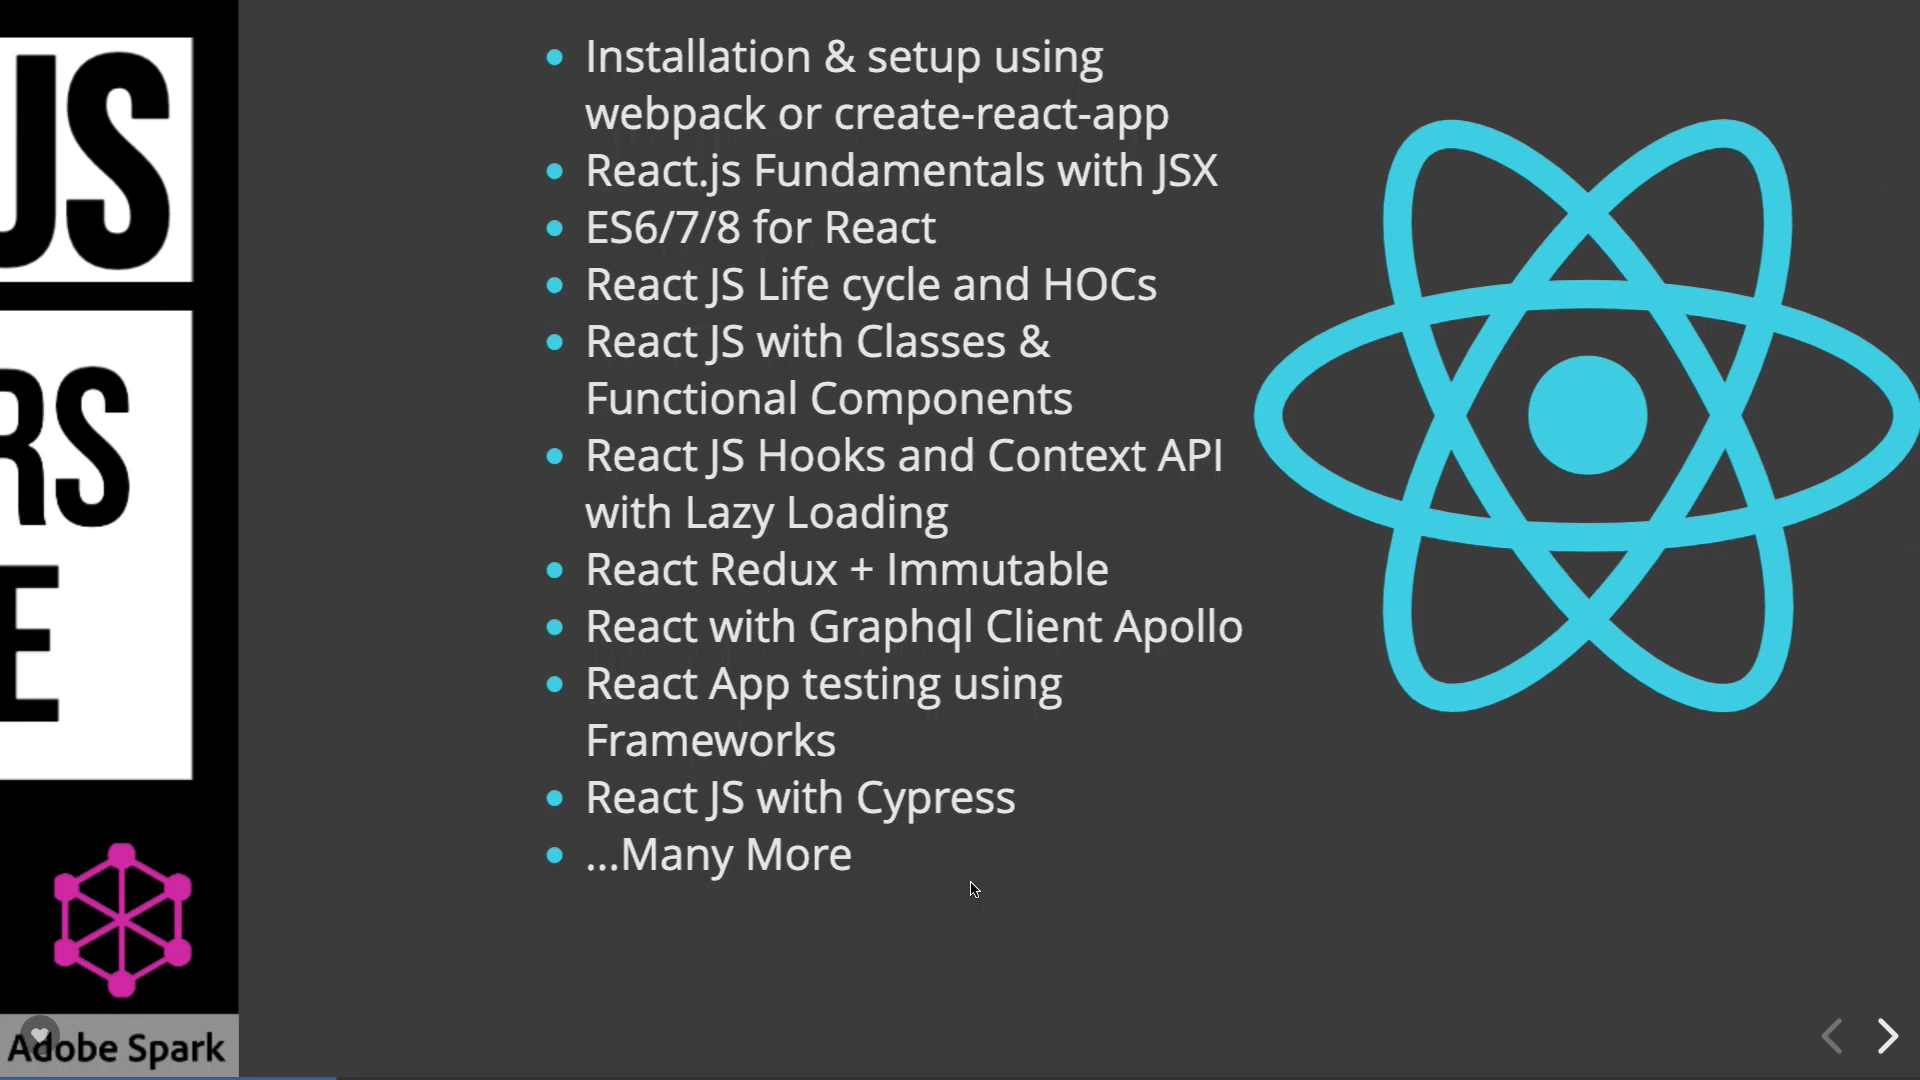 JS
RS
E
Adobe Spark
Installation & setup using
webpack or create-react-app
React.js Fundamentals with JSX
ES6/7/8 for React
React JS Life cycle and HOCs
React JS with Classes &
Functional Components
React JS Hooks and Context API
with Lazy Loading
React Redux + Immutable
React with Graphql Client Apollo
React App testing using
Frameworks
React JS with Cypress
...Many More